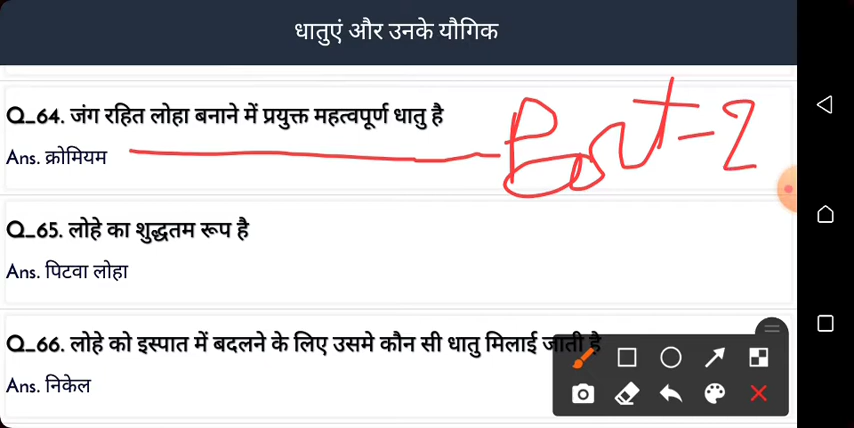 धातुएं और उनके यौगिक
Q_64. जंग रहित लोहा बनाने में प्रयुक्त महत्वपूर्ण धातु है
Ans. क्रोमियम
Part-2
Q_65. लोहे का शुद्धतम रूप है
Ans. पिटवा लोहा
Q_66. लोहे को इस्पात में बदलने के लिए उसमे कौन सी धातु मिलाई जाती है
Ans. निकेल